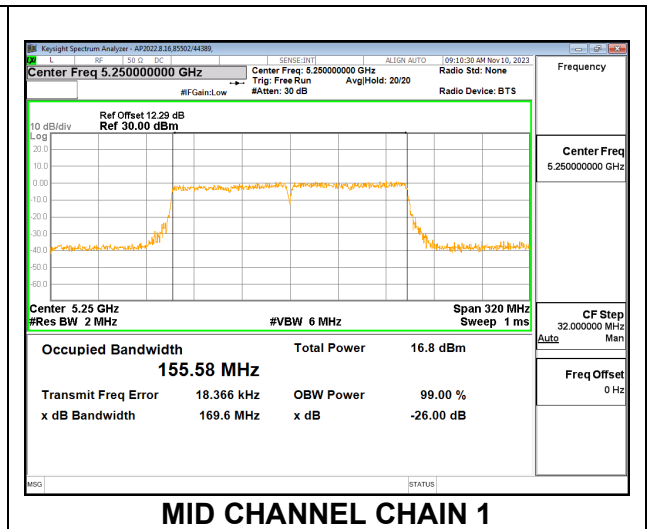 Keysight Spectrum Analyzer - AP2022.8.16,85502/44389,
L RF 50 Ω DC SENSE:INT ALIGN AUTO 09:10:30 AM Nov 10, 2023
Center Freq 5.250000000 GHz Center Freq: 5.250000000 GHz Radio Std: None
Trig: Free Run Avg|Hold: 20/20
#IFGain:Low #Atten: 30 dB Radio Device: BTS
Frequency
Ref Offset 12.29 dB
10 dB/div Ref 30.00 dBm
Log
20.0
10.0
0.00
-10.0
-20.0
-30.0
-40.0
-50.0
-60.0
Center 5.25 GHz Span 320 MHz
#Res BW 2 MHz #VBW 6 MHz Sweep 1 ms
Occupied Bandwidth Total Power 16.8 dBm
155.58 MHz
Transmit Freq Error 18.366 kHz OBW Power 99.00 %
x dB Bandwidth 169.6 MHz x dB -26.00 dB
Center Freq
5.250000000 GHz
CF Step
32.000000 MHz
Auto Man
Freq Offset
0 Hz
MSG STATUS
MID CHANNEL CHAIN 1